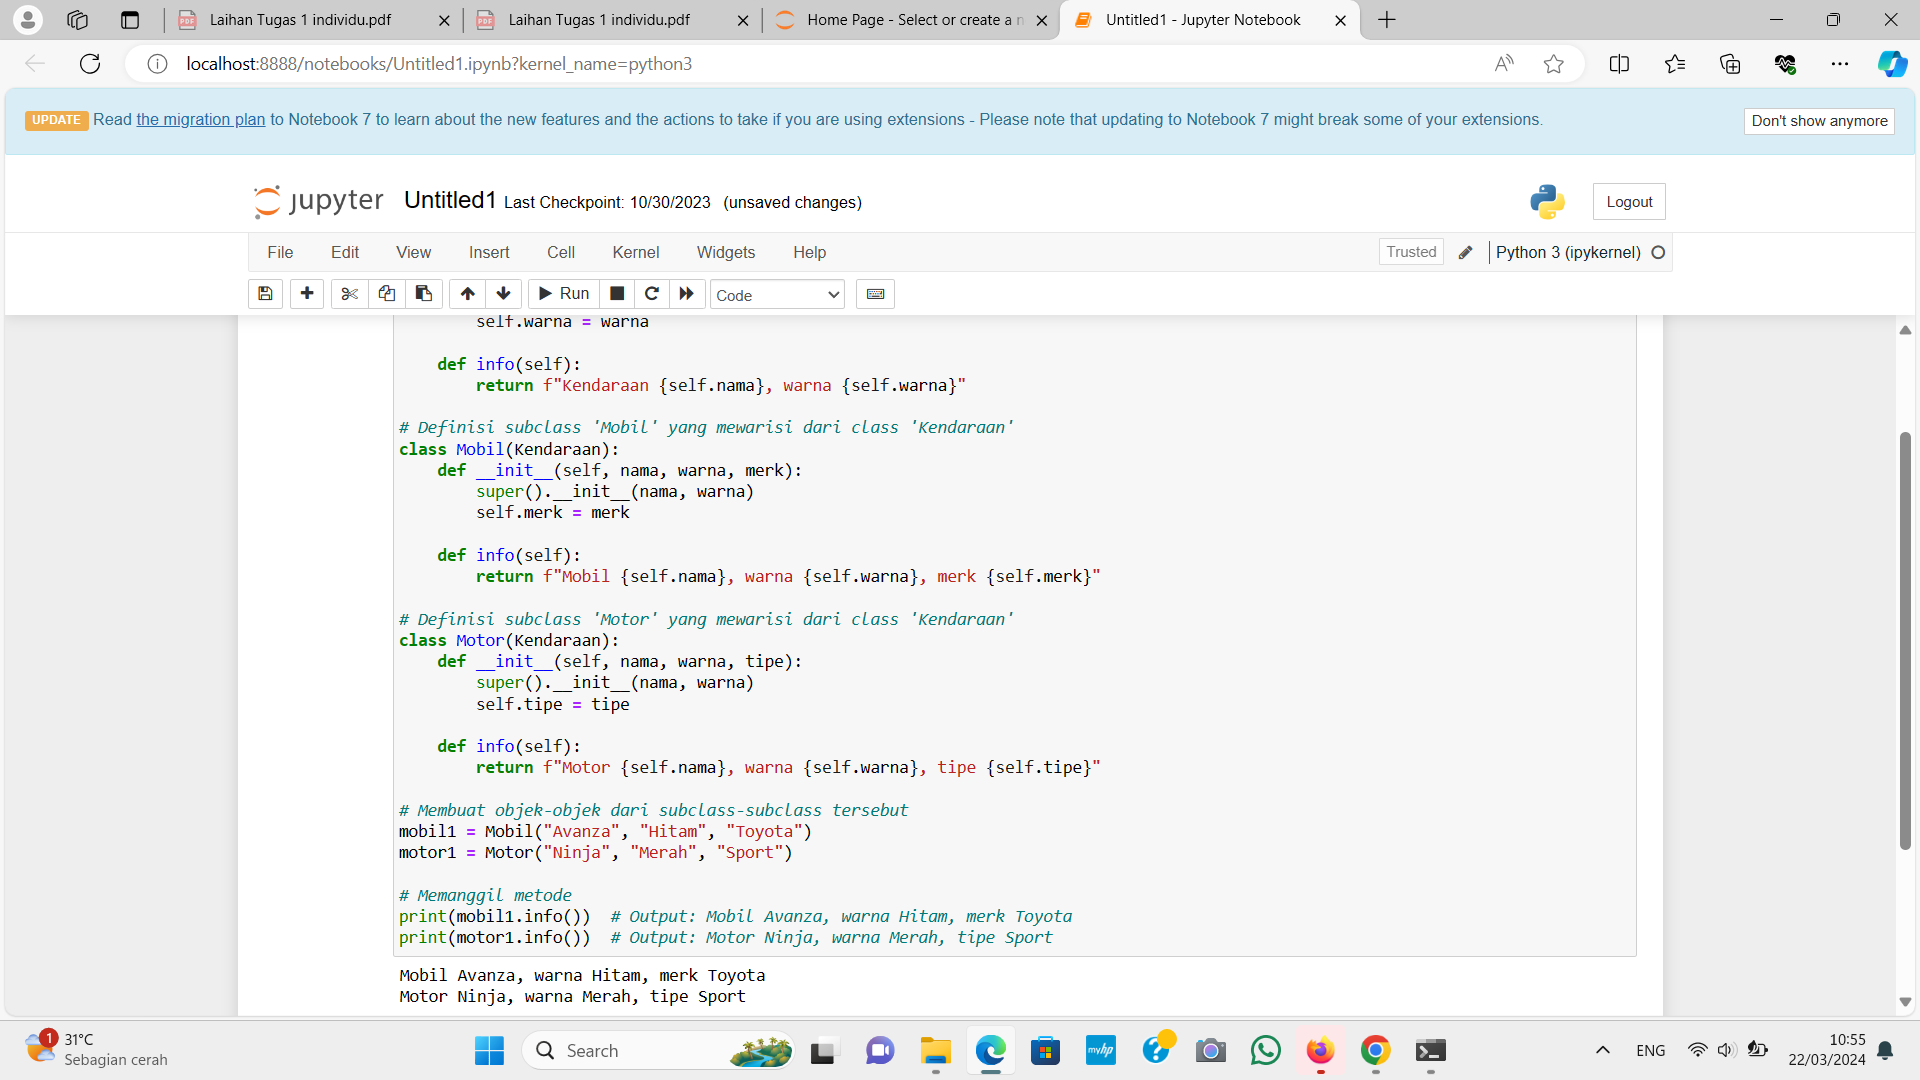 Laihan Tugas 1 individu.pdf
Laihan Tugas 1 individu.pdf
Home Page - Select or create a n
Untitled1 - Jupyter Notebook
localhost:8888/notebooks/Untitled1.ipynb?kernel_name=python3
UPDATE Read the migration plan to Notebook 7 to learn about the new features and the actions to take if you are using extensions - Please note that updating to Notebook 7 might break some of your extensions.
Don't show anymore
jupyter Untitled1 Last Checkpoint: 10/30/2023 (unsaved changes)
Logout
File Edit View Insert Cell Kernel Widgets Help
Trusted Python 3 (ipykernel)
Run Code
self.warna = warna
def info(self):
return f"Kendaraan {self.nama}, warna {self.warna}"
# Definisi subclass 'Mobil' yang mewarisi dari class 'Kendaraan'
class Mobil(Kendaraan):
def __init__(self, nama, warna, merk):
super().__init__(nama, warna)
self.merk = merk
def info(self):
return f"Mobil {self.nama}, warna {self.warna}, merk {self.merk}"
# Definisi subclass 'Motor' yang mewarisi dari class 'Kendaraan'
class Motor(Kendaraan):
def __init__(self, nama, warna, tipe):
super().__init__(nama, warna)
self.tipe = tipe
def info(self):
return f"Motor {self.nama}, warna {self.warna}, tipe {self.tipe}"
# Membuat objek-objek dari subclass-subclass tersebut
mobil1 = Mobil("Avanza", "Hitam", "Toyota")
motor1 = Motor("Ninja", "Merah", "Sport")
# Memanggil metode
print(mobil1.info())  # Output: Mobil Avanza, warna Hitam, merk Toyota
print(motor1.info())  # Output: Motor Ninja, warna Merah, tipe Sport
Mobil Avanza, warna Hitam, merk Toyota
Motor Ninja, warna Merah, tipe Sport
1
31°C
Sebagian cerah
Search
myhp
ENG
10:55
22/03/2024